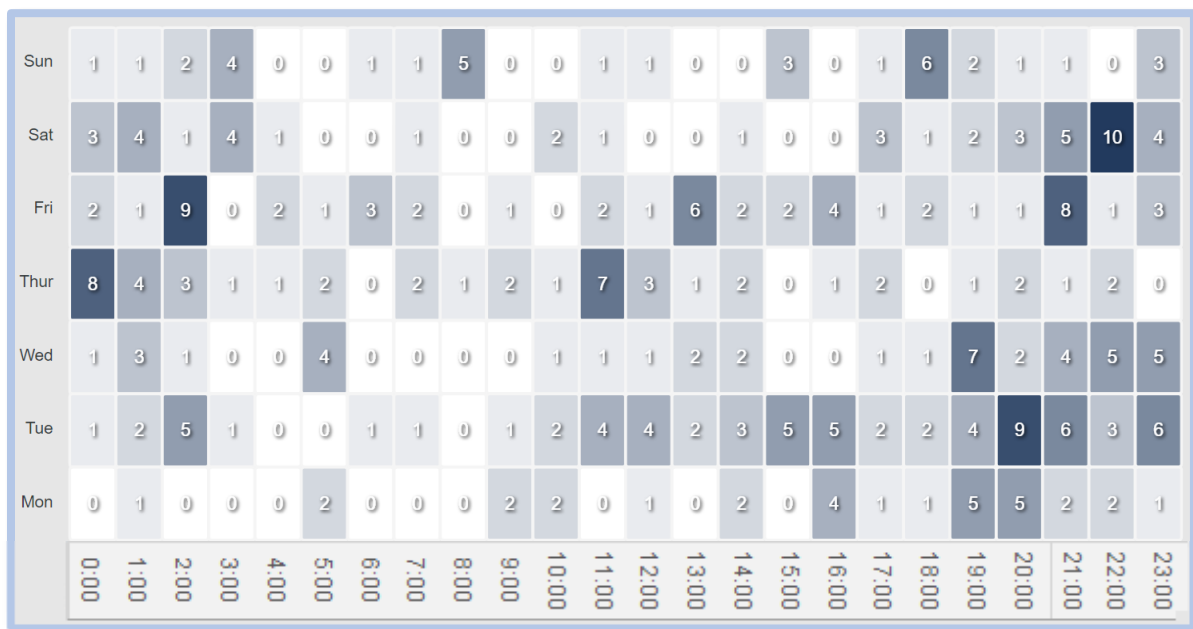 Sun 1 1 2 4 0 0 1 1 5 0 0 1 1 0 0 3 0 1 6 2 1 1 0 3
Sat 3 4 1 4 1 0 0 1 0 0 2 1 0 0 1 0 0 3 1 2 3 5 10 4
Fri 2 1 9 0 2 1 3 2 0 1 0 2 1 6 2 2 4 1 2 1 1 8 1 3
Thur 8 4 3 1 1 2 0 2 1 2 1 7 3 1 2 0 1 2 0 1 2 1 2 0
Wed 1 3 1 0 0 4 0 0 0 0 1 1 1 2 2 0 0 1 1 7 2 4 5 5
Tue 1 2 5 1 0 0 1 1 0 1 2 4 4 2 3 5 5 2 2 4 9 6 3 6
Mon 0 1 0 0 0 2 0 0 0 2 2 0 1 0 2 0 4 1 1 5 5 2 2 1
0:00 1:00 2:00 3:00 4:00 5:00 6:00 7:00 8:00 9:00 10:00 11:00 12:00 13:00 14:00 15:00 16:00 17:00 18:00 19:00 20:00 21:00 22:00 23:00